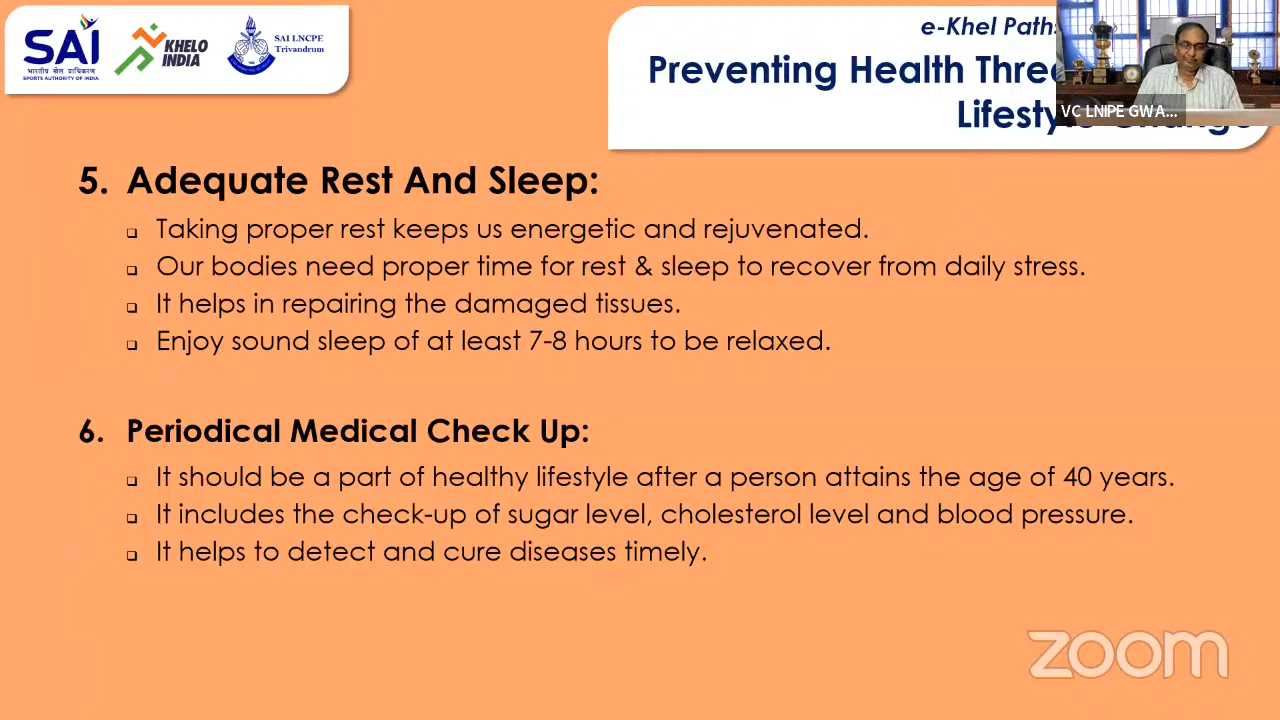 SAI
भारतीय खेल प्राधिकरण
SPORTS AUTHORITY OF INDIA
KHELO
INDIA
SAI LNCPE
Trivandrum
e-Khel
Preventing Health
VC LNIPE GWA...
5. Adequate Rest And Sleep:
Taking proper rest keeps us energetic and rejuvenated.
Our bodies need proper time for rest & sleep to recover from daily stress.
It helps in repairing the damaged tissues.
Enjoy sound sleep of at least 7-8 hours to be relaxed.
6. Periodical Medical Check Up:
It should be a part of healthy lifestyle after a person attains the age of 40 years.
It includes the check-up of sugar level, cholesterol level and blood pressure.
It helps to detect and cure diseases timely.
zoom